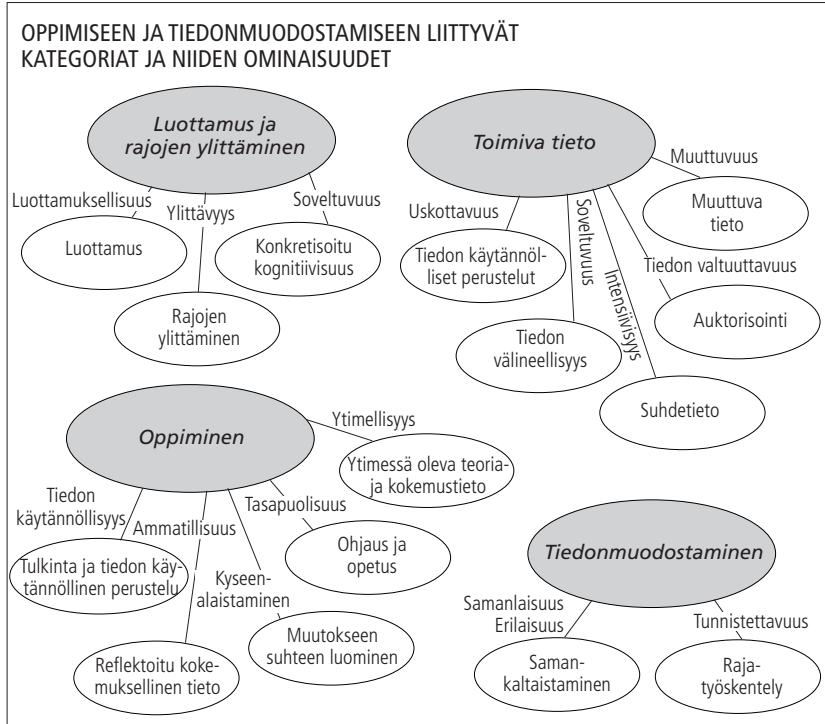 OPPIMISEEN JA TIEDONMUODOSTAMISEEN LIITTYVÄT
KATEGORIAT JA NIIDEN OMINAISUUDET
Luottamus ja
rajojen ylittäminen
Luottamuksellisuus
Luottamus
Ylittävyys
Rajojen
ylittäminen
Soveltuvuus
Konkretisoitu
kognitiivisuus
Toimiva tieto
Uskottavuus
Tiedon käytännöl-
liset perustelut
Soveltuvuus
Tiedon
välineellisyys
Intensiivisyys
Suhdetieto
Tiedon valtuuttavuus
Auktorisointi
Muuttuvuus
Muuttuva
tieto
Oppiminen
Tiedon
käytännöllisyys
Tulkinta ja tiedon käy-
tännöllinen perustelu
Ammatillisuus
Reflektoitu koke-
muksellinen tieto
Kyseen-
alaistaminen
Muutokseen
suhteen luominen
Tasapuolisuus
Ohjaus ja
opetus
Ytimellisyys
Ytimessä oleva teoria-
ja kokemustieto
Tiedonmuodostaminen
Samanlaisuus
Erilaisuus
Saman-
kaltaistaminen
Tunnistettavuus
Raja-
työskentely